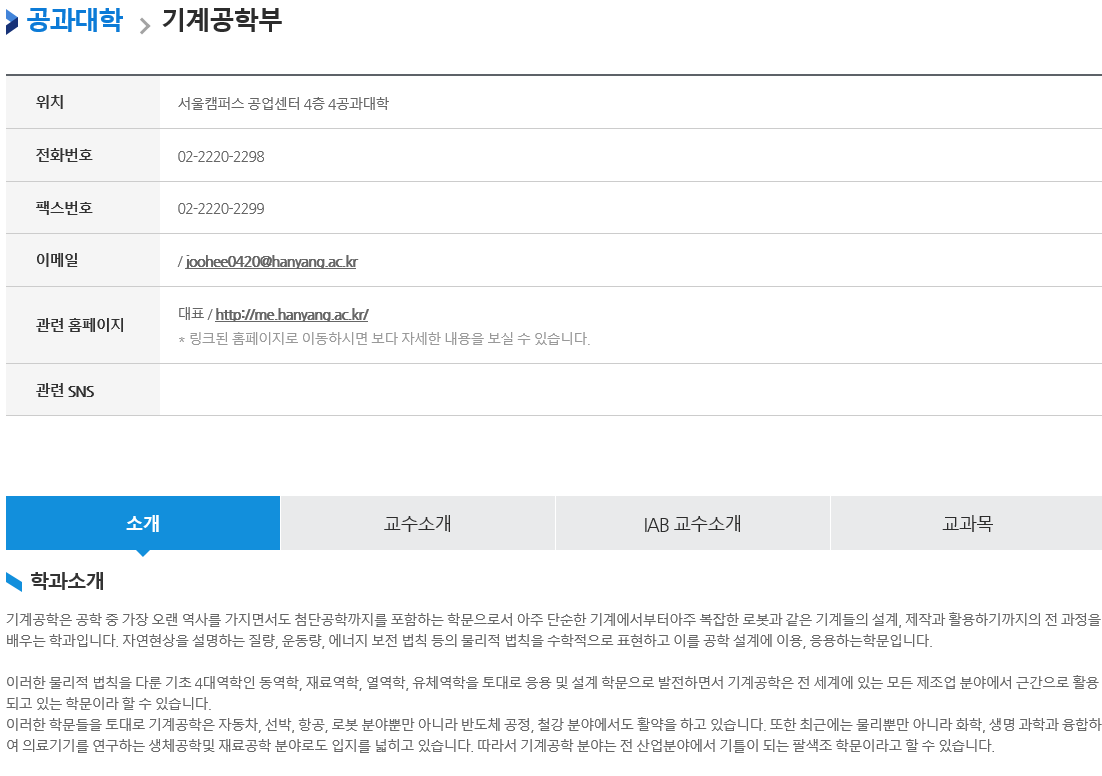 공과대학 > 기계공학부
위치 서울캠퍼스 공업센터 4층 4공과대학
전화번호 02-2220-2298
팩스번호 02-2220-2299
이메일 / joohee0420@hanyang.ac.kr
관련 홈페이지 대표 / http://me.hanyang.ac.kr/
* 링크된 홈페이지로 이동하시면 보다 자세한 내용을 보실 수 있습니다.
관련 SNS
소개 교수소개 IAB 교수소개 교과목
학과소개
기계공학은 공학 중 가장 오랜 역사를 가지면서도 첨단공학까지를 포함하는 학문으로서 아주 단순한 기계에서부터아주 복잡한 로봇과 같은 기계들의 설계, 제작과 활용하기까지의 전 과정을
배우는 학과입니다. 자연현상을 설명하는 질량, 운동량, 에너지 보전 법칙 등의 물리적 법칙을 수학적으로 표현하고 이를 공학 설계에 이용, 응용하는학문입니다.
이러한 물리적 법칙을 다룬 기초 4대역학인 동역학, 재료역학, 열역학, 유체역학을 토대로 응용 및 설계 학문으로 발전하면서 기계공학은 전 세계에 있는 모든 제조업 분야에서 근간으로 활용
되고 있는 학문이라 할 수 있습니다.
이러한 학문들을 토대로 기계공학은 자동차, 선박, 항공, 로봇 분야뿐만 아니라 반도체 공정, 철강 분야에서도 활약을 하고 있습니다. 또한 최근에는 물리뿐만 아니라 화학, 생명 과학과 융합하
여 의료기기를 연구하는 생체공학및 재료공학 분야로도 입지를 넓히고 있습니다. 따라서 기계공학 분야는 전 산업분야에서 기틀이 되는 팔색조 학문이라고 할 수 있습니다.